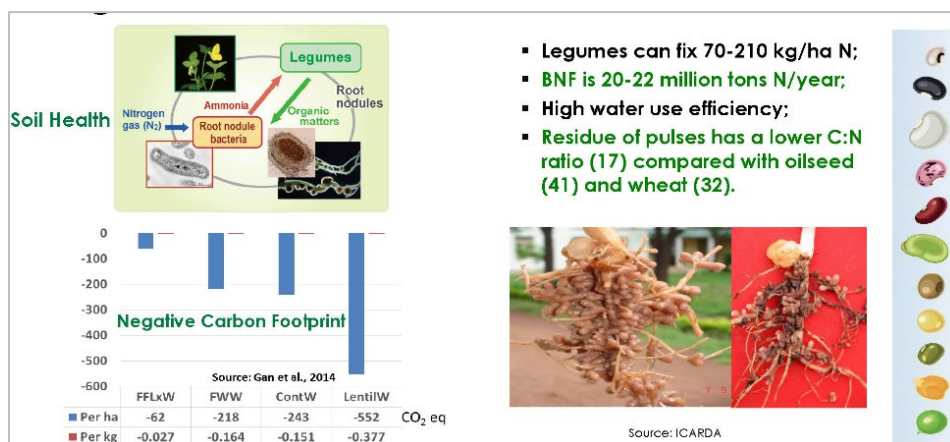 Soil Health
Legumes
Root
nodules
Ammonia
Organic
matters
Nitrogen
gas (N₂)
Root nodule
bacteria
▪ Legumes can fix 70-210 kg/ha N;
▪ BNF is 20-22 million tons N/year;
▪ High water use efficiency;
▪ Residue of pulses has a lower C:N
ratio (17) compared with oilseed
(41) and wheat (32).
0
-100
-200
-300
-400
-500
-600
Negative Carbon Footprint
Source: Gan et al., 2014
FFLxW FWW ContW LentilW
Per ha -62 -218 -243 -552 CO₂ eq
Per kg -0.027 -0.164 -0.151 -0.377
Source: ICARDA